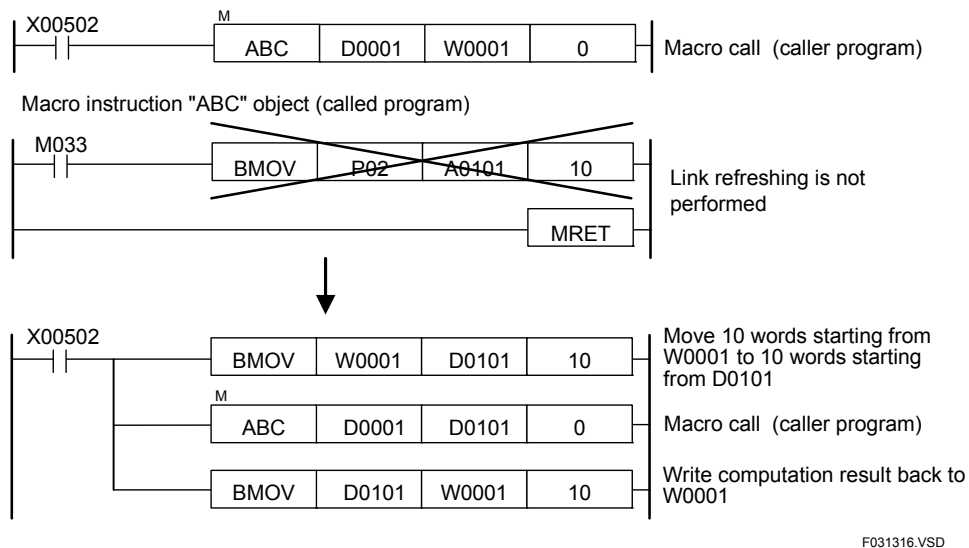 X00502
M
ABC D0001 W0001 0
Macro call (caller program)
Macro instruction "ABC" object (called program)
M033
BMOV P02 A0101 10
Link refreshing is not
performed
MRET
X00502
BMOV W0001 D0101 10
Move 10 words starting from
W0001 to 10 words starting
from D0101
M
ABC D0001 D0101 0
Macro call (caller program)
BMOV D0101 W0001 10
Write computation result back to
W0001
F031316.VSD